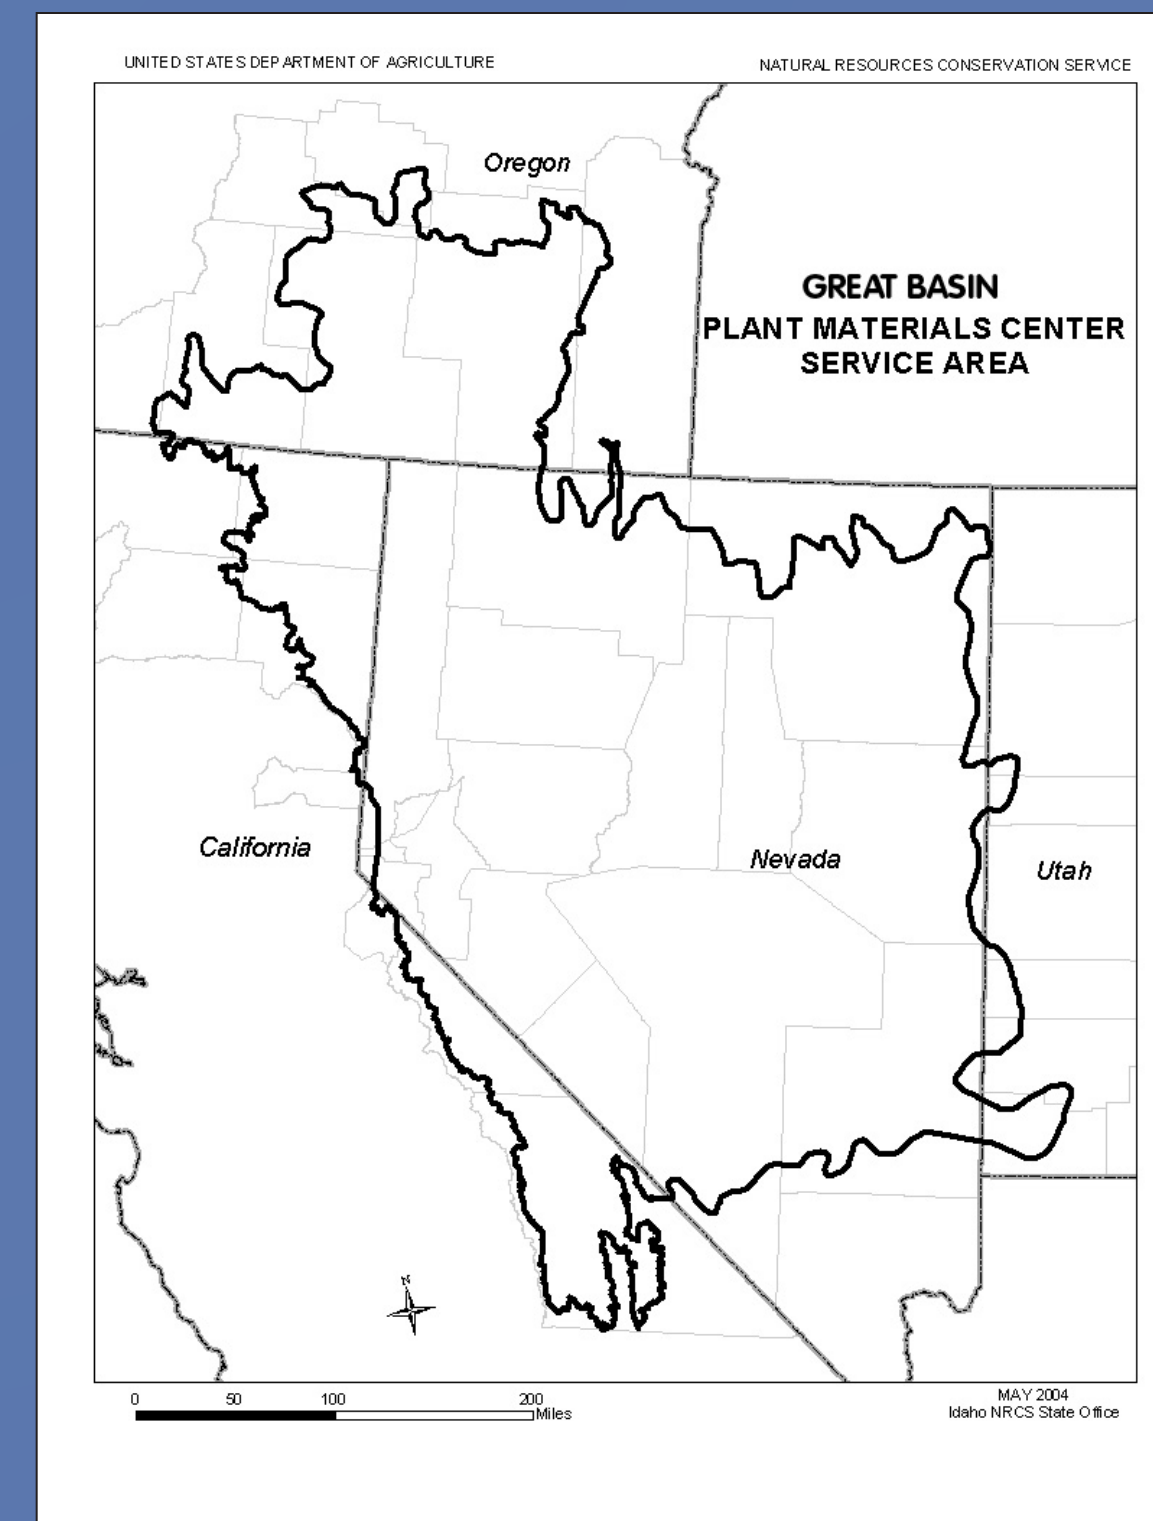 UNITED STATES DEPARTMENT OF AGRICULTURE
NATURAL RESOURCES CONSERVATION SERVICE
Oregon
GREAT BASIN
PLANT MATERIALS CENTER
SERVICE AREA
California
Nevada
Utah
N
0 50 100 200
Miles
MAY 2004
Idaho NRCS State Office